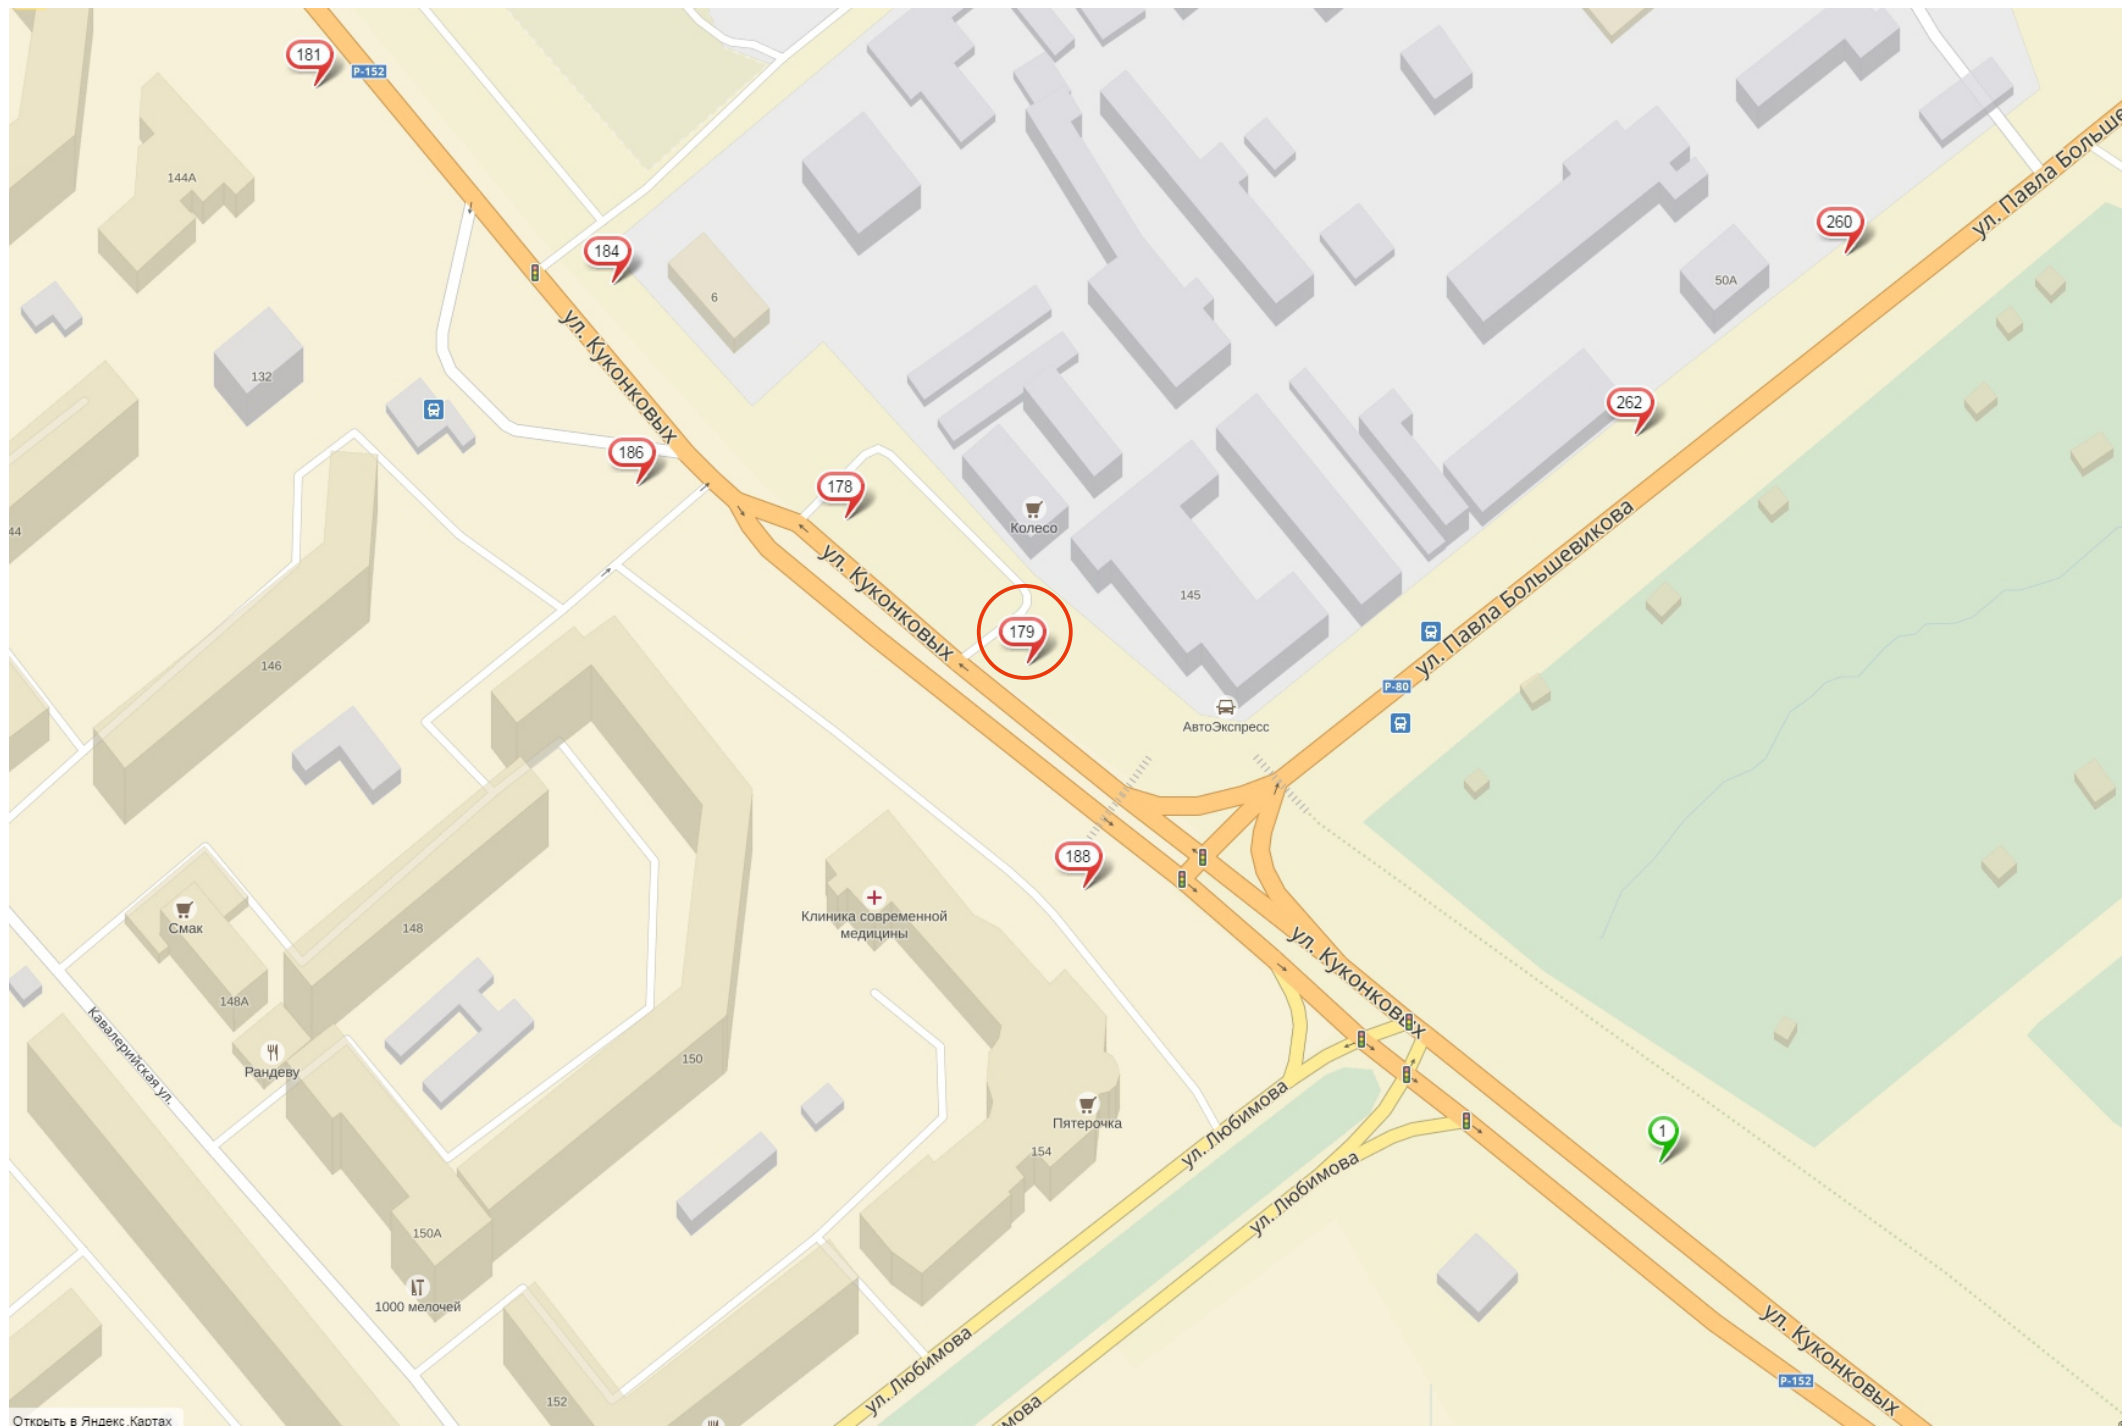 181
Р-152
144А
184
260
6
50А
ул. Павла Больше
132
ул. Куконковых
262
186
178
44
Колесо
ул. Куконковых
145
ул. Павла Большевикова
179
146
Р-80
АвтоЭкспресс
188
Клиника современной
медицины
Смак
148
148А
ул. Куконковых
Кавалерийская ул.
Рандеву
150
Пятерочка
154
ул. Любимова
1
ул. Любимова
150А
1000 мелочей
ул. Любимова
152
ул. Куконковых
Р-152
мова
Открыть в Яндекс.Картах